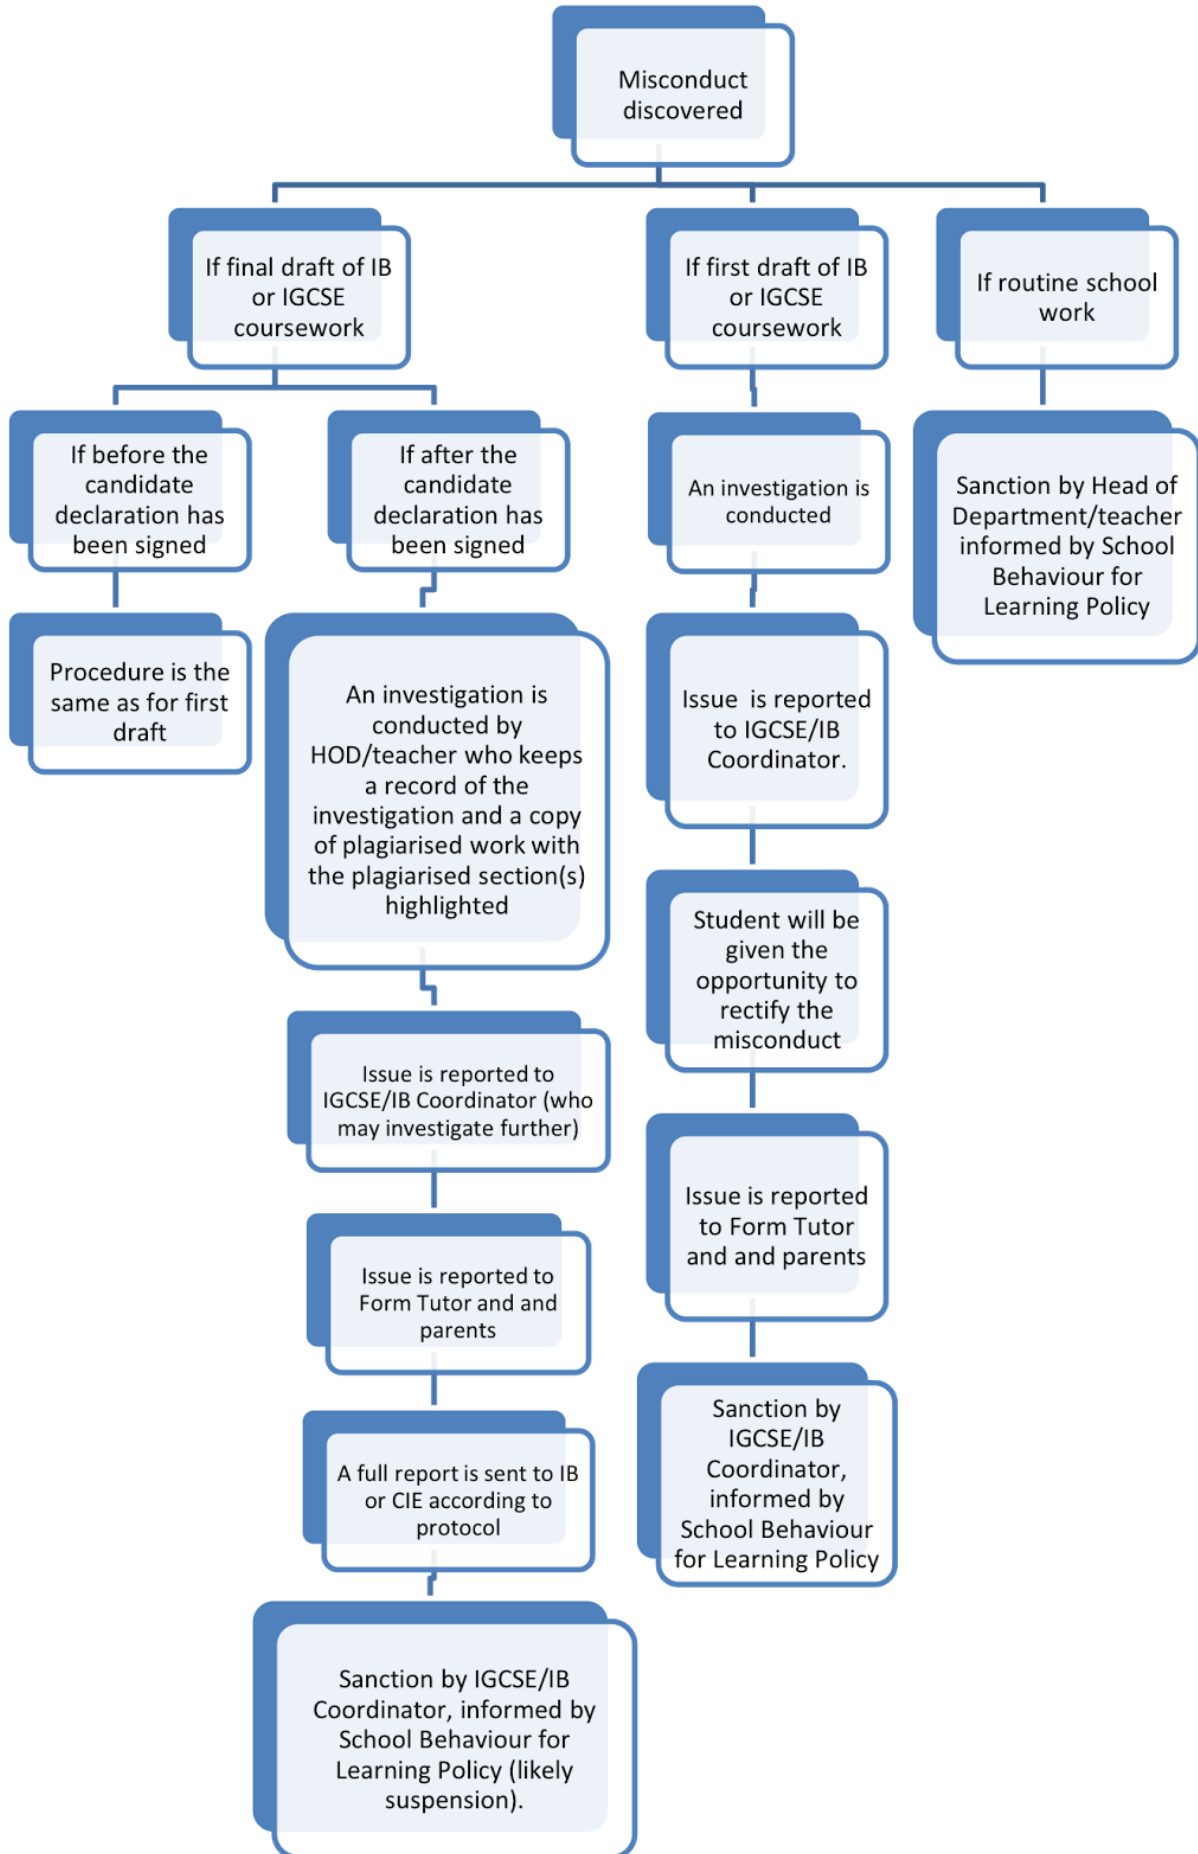 Misconduct
discovered
If final draft of IB
or IGCSE
coursework
If first draft of IB
or IGCSE
coursework
If routine school
work
If before the
candidate
declaration has
been signed
If after the
candidate
declaration has
been signed
An investigation is
conducted
Sanction by Head of
Department/teacher
informed by School
Behaviour for
Learning Policy
Procedure is the
same as for first
draft
An investigation is
conducted by
HOD/teacher who keeps
a record of the
investigation and a copy
of plagiarised work with
the plagiarised section(s)
highlighted
Issue is reported
to IGCSE/IB
Coordinator.
Student will be
given the
opportunity to
rectify the
misconduct
Issue is reported to
IGCSE/IB Coordinator (who
may investigate further)
Issue is reported
to Form Tutor
and and parents
Issue is reported to
Form Tutor and and
parents
Sanction by
IGCSE/IB
Coordinator,
informed by
School Behaviour
for Learning Policy
A full report is sent to IB
or CIE according to
protocol
Sanction by IGCSE/IB
Coordinator, informed by
School Behaviour for
Learning Policy (likely
suspension).